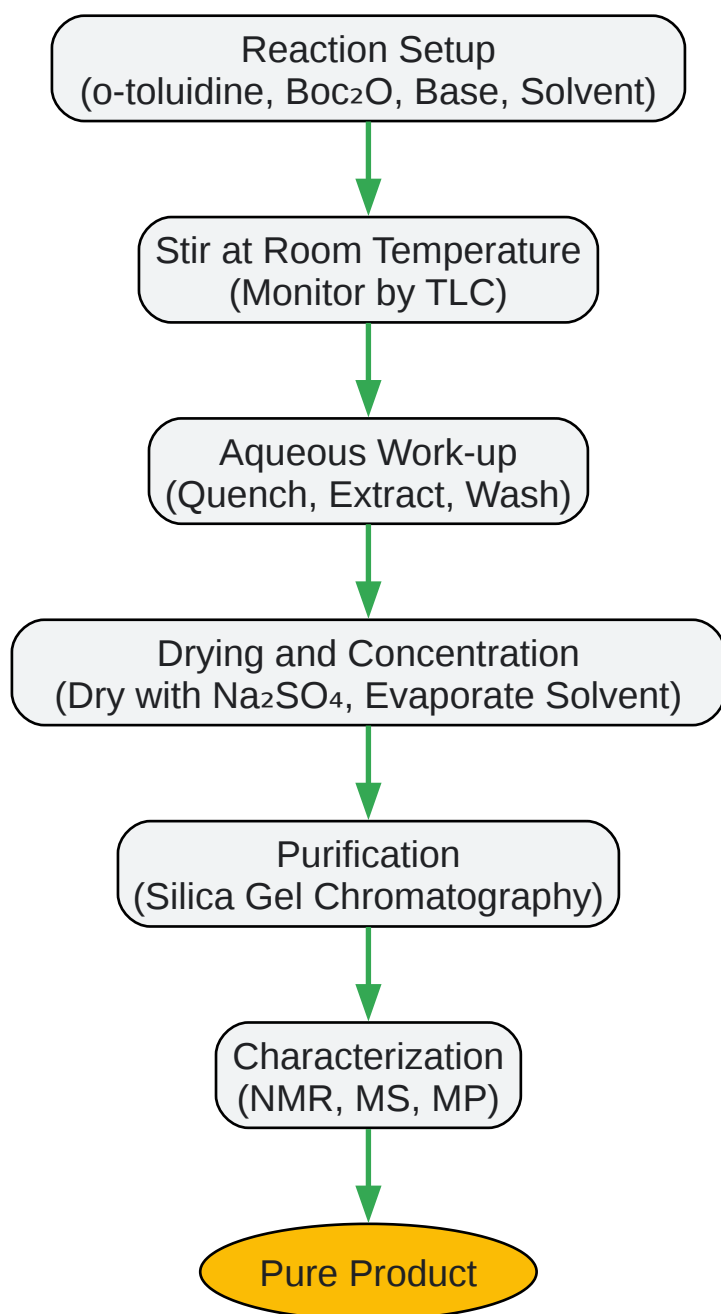 Reaction Setup
(o-toluidine, Boc₂O, Base, Solvent)
Stir at Room Temperature
(Monitor by TLC)
Aqueous Work-up
(Quench, Extract, Wash)
Drying and Concentration
(Dry with Na₂SO₄, Evaporate Solvent)
Purification
(Silica Gel Chromatography)
Characterization
(NMR, MS, MP)
Pure Product